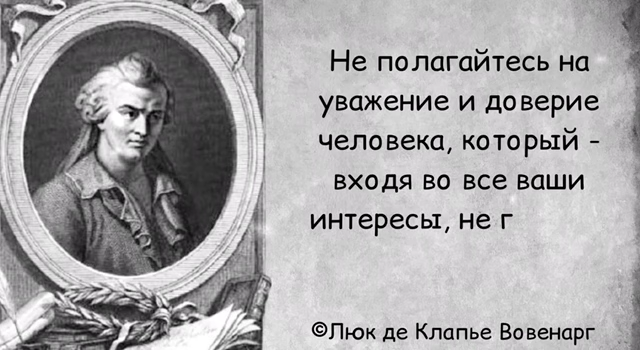 Не полагайтесь на
уважение и доверие
человека, который -
входя во все ваши
интересы, не г
©Люк де Клапье Вовенарг